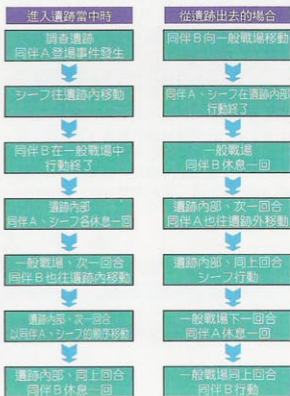 進入遺跡當中時
調查遺跡
同伴A登場事件發生
シーフ往遺跡內移動
同伴B在一般戰場中
行動終了
遺跡內部
同伴A、シーフ各休息一回
一般戰場、次一回合
同伴B也往遺跡內移動
遺跡內部、次一回合
以同伴A、シーフ的順序移動
遺跡內部、同上回合
同伴B休息一回
從遺跡出去的場合
同伴B向一般戰場移動
同伴A、シーフ在遺跡內部
行動終了
一般戰場
同伴B休息一回
遺跡內部、次一回合
同伴A也往遺跡外移動
遺跡內部、同上回合
シーフ行動
一般戰場下一回合
同伴A休息一回
一般戰場同上回合
同伴B行動